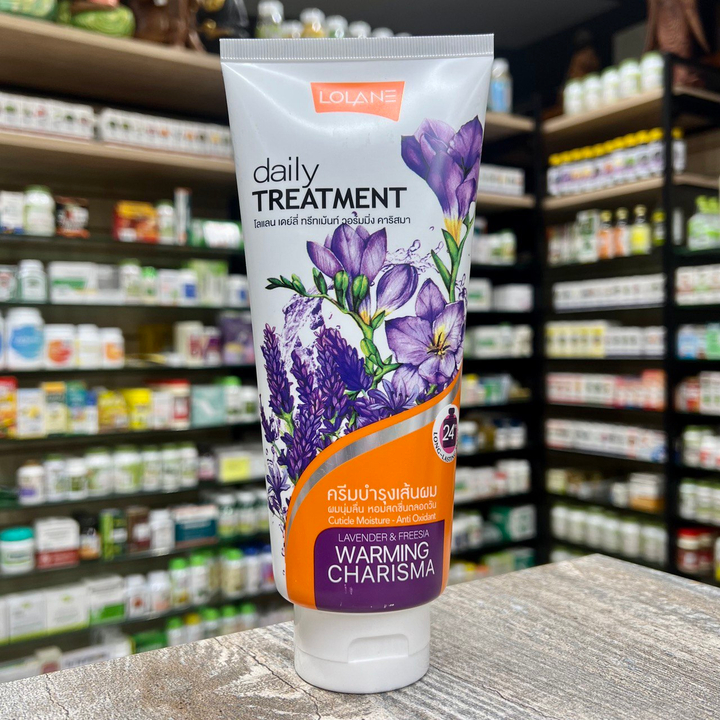 LOLANE
daily
TREATMENT
โลแลน เดย์ลี่ ทรีทเม้นท์ วอร์มมิ่ง คาริสมา
24
LONG-LASTING
ครีมบำรุงเส้นผม
ผมนุ่มลื่น หอมสดชื่นตลอดวัน
Cuticle Moisture - Anti Oxidant
LAVENDER & FREESIA
WARMING
CHARISMA